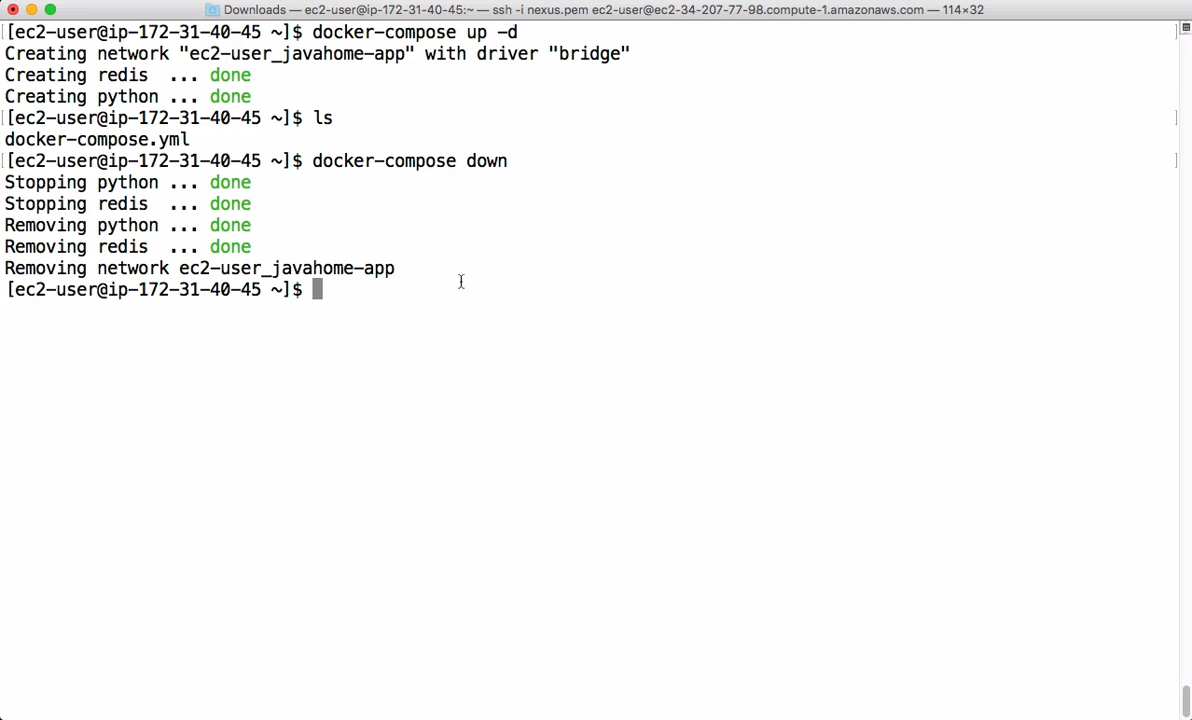 Downloads — ec2-user@ip-172-31-40-45:~ — ssh -i nexus.pem ec2-user@ec2-34-207-77-98.compute-1.amazonaws.com — 114×32
[ec2-user@ip-172-31-40-45 ~]$ docker-compose up -d
Creating network "ec2-user_javahome-app" with driver "bridge"
Creating redis  ... done
Creating python ... done
[ec2-user@ip-172-31-40-45 ~]$ ls
docker-compose.yml
[ec2-user@ip-172-31-40-45 ~]$ docker-compose down
Stopping python ... done
Stopping redis  ... done
Removing python ... done
Removing redis  ... done
Removing network ec2-user_javahome-app
[ec2-user@ip-172-31-40-45 ~]$